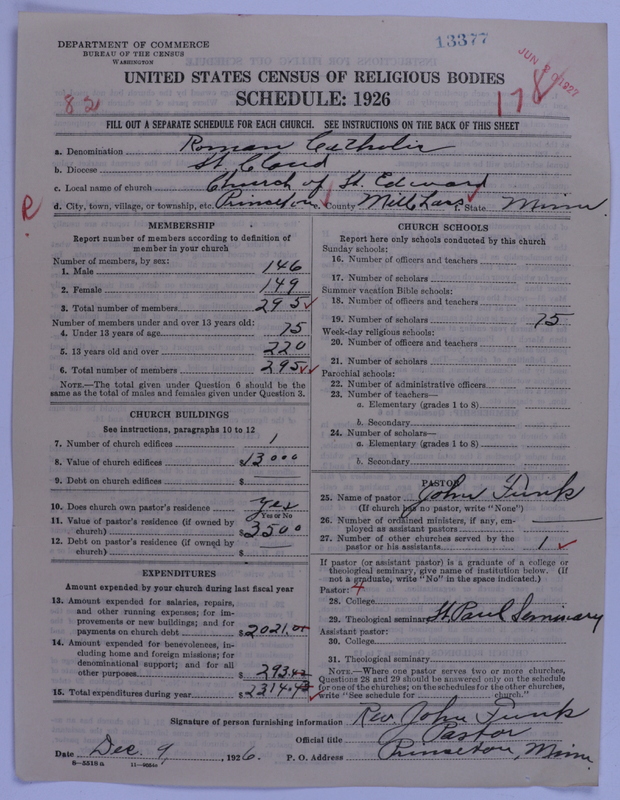 DEPARTMENT OF COMMERCE
BUREAU OF THE CENSUS
WASHINGTON
13377
JUN 20 1927
UNITED STATES CENSUS OF RELIGIOUS BODIES
SCHEDULE: 1926
82
17
FILL OUT A SEPARATE SCHEDULE FOR EACH CHURCH. SEE INSTRUCTIONS ON THE BACK OF THIS SHEET
a. Denomination Roman Catholic
b. Diocese St Cloud
c. Local name of church Church of St. Edward
d. City, town, village, or township, etc. Princeton e. County Mille Lacs f. State Minn.
R
MEMBERSHIP
Report number of members according to definition of
member in your church
Number of members, by sex:
1. Male 146
2. Female 149
3. Total number of members 295
Number of members under and over 13 years old:
4. Under 13 years of age 75
5. 13 years old and over 220
6. Total number of members 295
NOTE.—The total given under Question 6 should be
same as the total of males and females given under Question 3.
CHURCH BUILDINGS
See instructions, paragraphs 10 to 12
7. Number of church edifices 1
8. Value of church edifices $13000
9. Debt on church edifices $
10. Does church own pastor's residence Yes
Yes or No
11. Value of pastor's residence (if owned by
church) $3500
12. Debt on pastor's residence (if owned by
church) $
EXPENDITURES
Amount expended by your church during last fiscal year
13. Amount expended for salaries, repairs,
and other running expenses; for im-
provements or new buildings; and for
payments on church debt $2021.01
14. Amount expended for benevolences, in-
cluding home and foreign missions; for
denominational support; and for all
other purposes $293.42
15. Total expenditures during year $2314.43
CHURCH SCHOOLS
Report here only schools conducted by this church
Sunday schools:
16. Number of officers and teachers
17. Number of scholars
Summer vacation Bible schools:
18. Number of officers and teachers
19. Number of scholars 75
Week-day religious schools:
20. Number of officers and teachers
21. Number of scholars
Parochial schools:
22. Number of administrative officers
23. Number of teachers—
a. Elementary (grades 1 to 8)
b. Secondary
24. Number of scholars—
a. Elementary (grades 1 to 8)
b. Secondary
PASTOR
25. Name of pastor John Funk
(If church has no pastor, write "None")
26. Number of ordained ministers, if any, em-
ployed as assistant pastors
27. Number of other churches served by the
pastor or his assistants 1
If pastor (or assistant pastor) is a graduate of a college or
theological seminary, give name of institution below. (If
not a graduate, write "No" in the space indicated.)
Pastor: 4
28. College
29. Theological seminary St Paul Seminary
Assistant pastor:
30. College
31. Theological seminary
NOTE.—Where one pastor serves two or more churches,
Questions 28 and 29 should be answered only on the schedule
for one of the churches; on the schedules for the other churches,
write "See schedule for church."
Signature of person furnishing information Rev. John Funk
Official title Pastor
Date Dec. 9, 1926. P. O. Address Princeton, Minn.
8—5518a